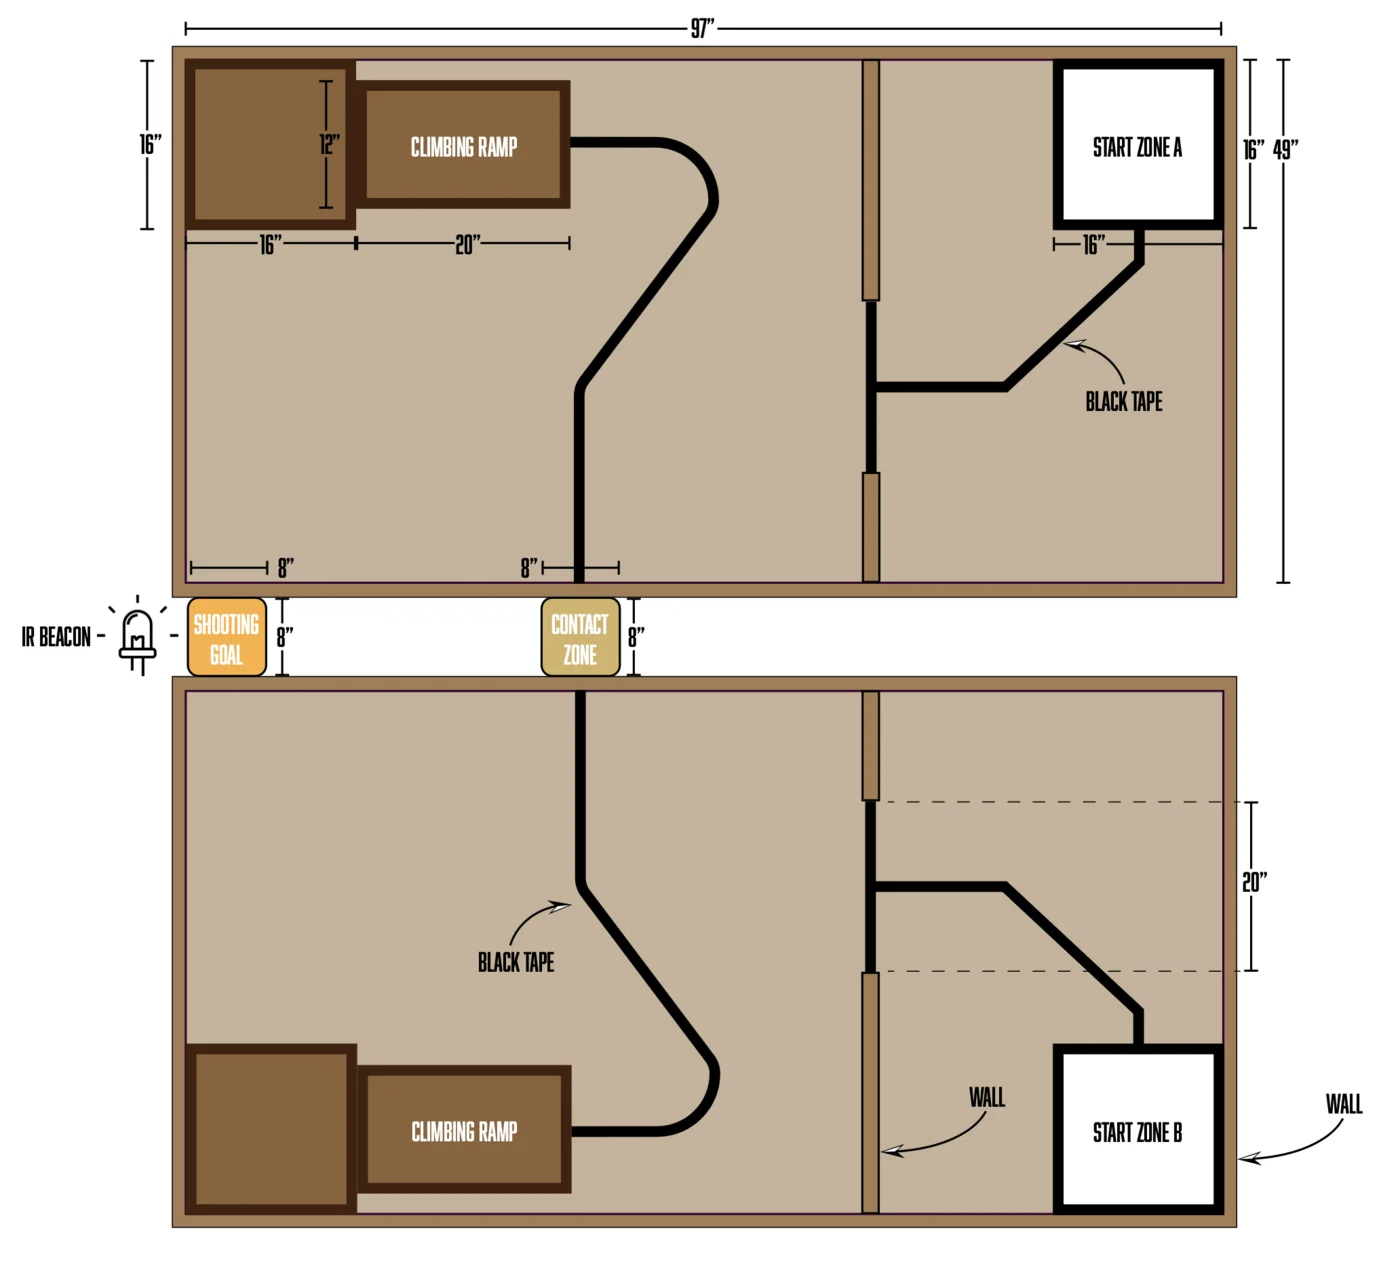 97”
16”
12”
CLIMBING RAMP
START ZONE A
16”
49”
16”
20”
16”
BLACK TAPE
8”
8”
IR BEACON
SHOOTING
GOAL
8”
CONTACT
ZONE
8”
20”
BLACK TAPE
WALL
WALL
CLIMBING RAMP
START ZONE B